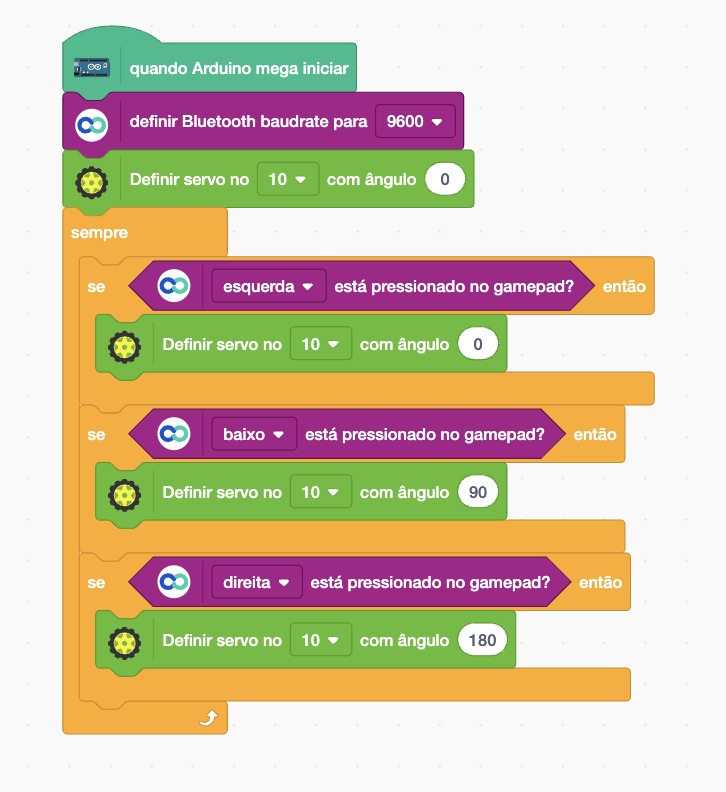 quando Arduino mega iniciar
definir Bluetooth baudrate para 9600
Definir servo no 10 com ângulo 0
sempre
se esquerda está pressionado no gamepad? então
Definir servo no 10 com ângulo 0
se baixo está pressionado no gamepad? então
Definir servo no 10 com ângulo 90
se direita está pressionado no gamepad? então
Definir servo no 10 com ângulo 180